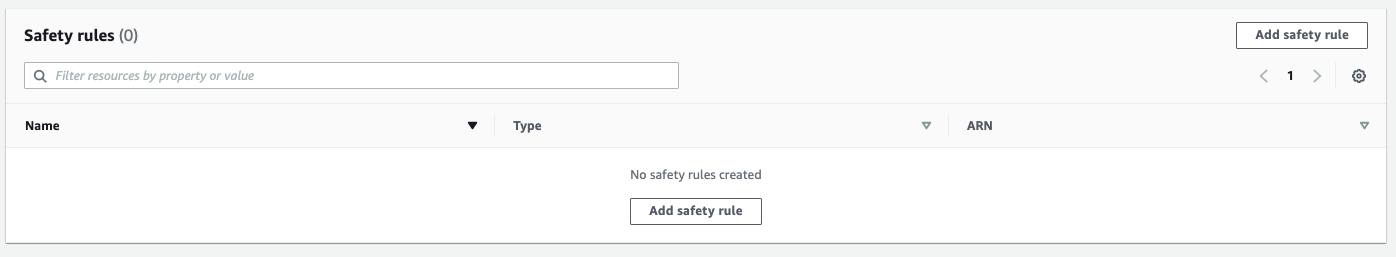 Safety rules (0)
Add safety rule
Filter resources by property or value
1
Name
Type
ARN
No safety rules created
Add safety rule